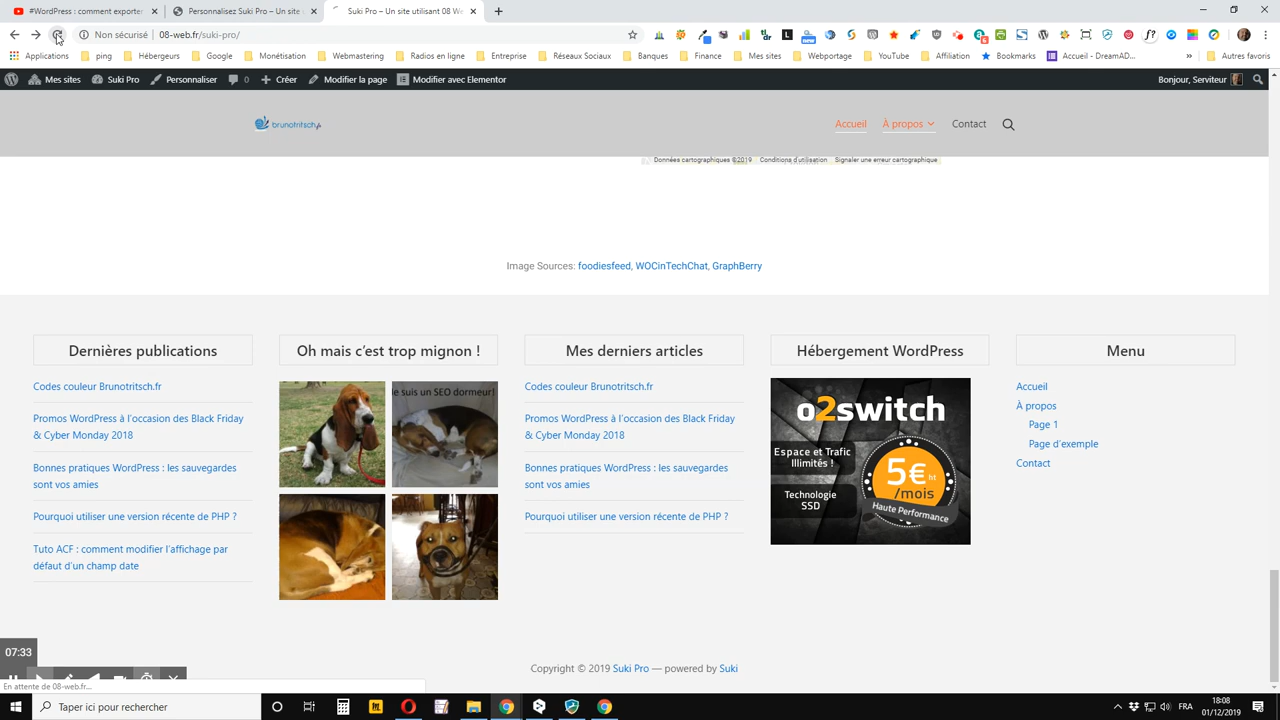 #WordPress : comment exporter
Personnalisez Suki Pro – Suki
Suki Pro – Site utilisant 08 We
Non sécurisé
08-web.fr/suki-pro/
Applications
ping
Hébergeurs
Google
Monétisation
Webmastering
Radios en ligne
Entreprise
Réseaux Sociaux
Banques
Finance
Mes sites
Webportage
YouTube
Affiliation
Bookmarks
Accueil - DreamAD...
»
Autres favoris
Mes sites
Suki Pro
Personnaliser
0
Créer
Modifier la page
Modifier avec Elementor
Bonjour, Serviteur
brunotritsch.fr
Accueil
À propos
Contact
Données cartographiques ©2019
Conditions d'utilisation
Signaler une erreur cartographique
Image Sources: foodiesfeed, WOCinTechChat, GraphBerry
Dernières publications
Codes couleur Brunotritsch.fr
Promos WordPress à l'occasion des Black Friday
& Cyber Monday 2018
Bonnes pratiques WordPress : les sauvegardes
sont vos amies
Pourquoi utiliser une version récente de PHP ?
Tuto ACF : comment modifier l'affichage par
défaut d'un champ date
Oh mais c'est trop mignon !
Je suis un SEO dormeur!
Mes derniers articles
Codes couleur Brunotritsch.fr
Promos WordPress à l'occasion des Black Friday
& Cyber Monday 2018
Bonnes pratiques WordPress : les sauvegardes
sont vos amies
Pourquoi utiliser une version récente de PHP ?
Hébergement WordPress
o2switch
Espace et Trafic
Illimités !
5€ ht
/mois
Technologie
SSD
Haute Performance
Menu
Accueil
À propos
Page 1
Page d'exemple
Contact
Copyright © 2019 Suki Pro — powered by Suki
07:33
En attente de 08-web.fr...
Taper ici pour rechercher
FRA
18:08
01/12/2019